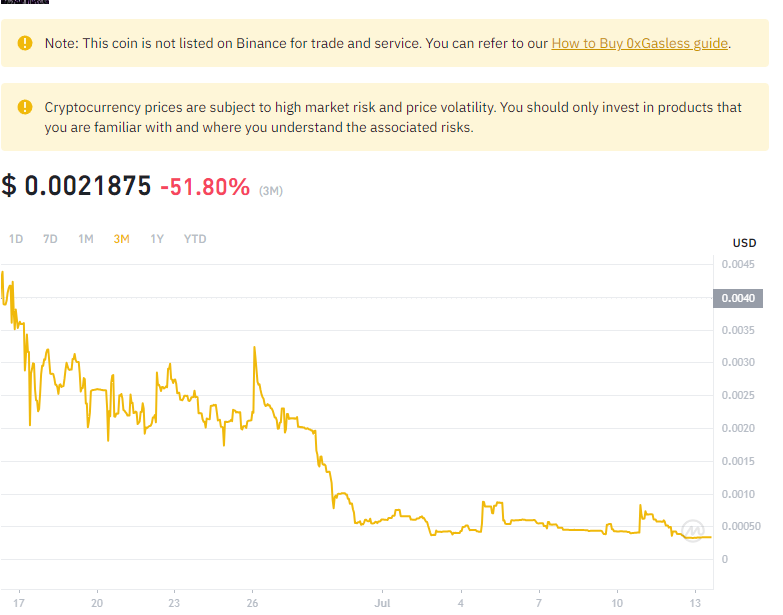 Note: This coin is not listed on Binance for trade and service. You can refer to our How to Buy 0xGasless guide.
Cryptocurrency prices are subject to high market risk and price volatility. You should only invest in products that
you are familiar with and where you understand the associated risks.
$ 0.0021875 -51.80% (3M)
1D 7D 1M 3M 1Y YTD
USD
0.0045
0.0040
0.0035
0.0030
0.0025
0.0020
0.0015
0.0010
0.00050
0
17 20 23 26 Jul 4 7 10 13